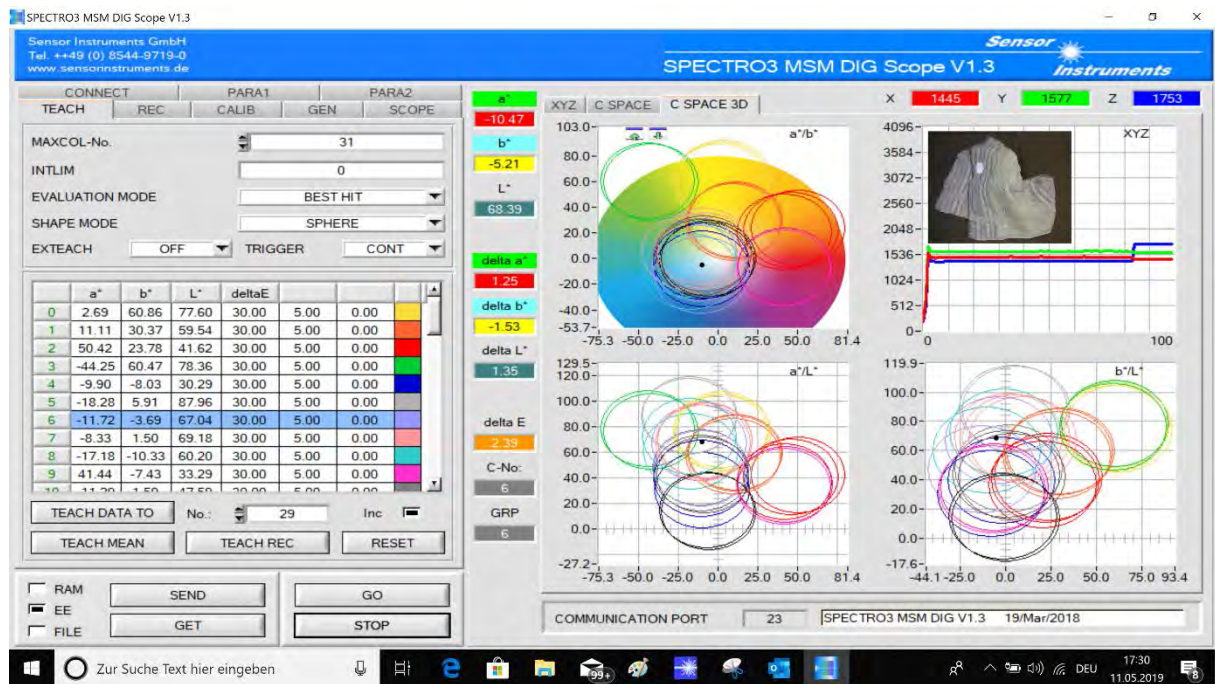 SPECTRO3 MSM DIG Scope V1.3
Sensor Instruments GmbH
Tel. ++49 (0) 8544-9719-0
www.sensorinstruments.de
Sensor
Instruments
SPECTRO3 MSM DIG Scope V1.3
CONNECT PARA1 PARA2
TEACH REC CALIB GEN SCOPE
MAXCOL-No. 31
INTLIM 0
EVALUATION MODE BEST HIT
SHAPE MODE SPHERE
EXTEACH OFF TRIGGER CONT
a* b* L* deltaE
0 2.69 60.86 77.60 30.00 5.00 0.00
1 11.11 30.37 59.54 30.00 5.00 0.00
2 50.42 23.78 41.62 30.00 5.00 0.00
3 -44.25 60.47 78.36 30.00 5.00 0.00
4 -9.90 -8.03 30.29 30.00 5.00 0.00
5 -18.28 5.91 87.96 30.00 5.00 0.00
6 -11.72 -3.69 67.04 30.00 5.00 0.00
7 -8.33 1.50 69.18 30.00 5.00 0.00
8 -17.18 -10.33 60.20 30.00 5.00 0.00
9 41.44 -7.43 33.29 30.00 5.00 0.00
TEACH DATA TO No.: 29 Inc
TEACH MEAN TEACH REC RESET
RAM
EE
FILE
SEND GO
GET STOP
a*
-10.47
b*
-5.21
L*
68.39
delta a*
1.25
delta b*
-1.53
delta L*
1.35
delta E
2.39
C-No:
6
GRP
6
XYZ C SPACE C SPACE 3D
X 1445 Y 1577 Z 1753
a*/b*
103.0
80.0
60.0
40.0
20.0
0.0
-20.0
-40.0
-53.7
-75.3 -50.0 -25.0 0.0 25.0 50.0 81.4
XYZ
4096
3584
3072
2560
2048
1536
1024
512
0
0 100
a*/L*
129.5
120.0
100.0
80.0
60.0
40.0
20.0
0.0
-27.2
-75.3 -50.0 -25.0 0.0 25.0 50.0 81.4
b*/L*
119.9
100.0
80.0
60.0
40.0
20.0
0.0
-17.6
-44.1 -25.0 0.0 25.0 50.0 75.0 93.4
COMMUNICATION PORT 23 SPECTRO3 MSM DIG V1.3 19/Mar/2018
Zur Suche Text hier eingeben
99+
DEU
17:30
11.05.2019
8